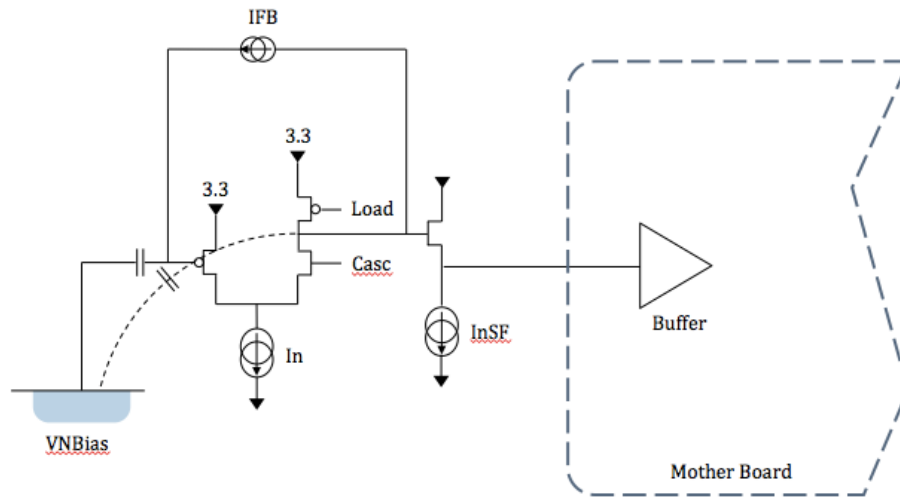 IFB
3.3
3.3
Load
Casc
In
InSF
Buffer
VNBias
Mother Board